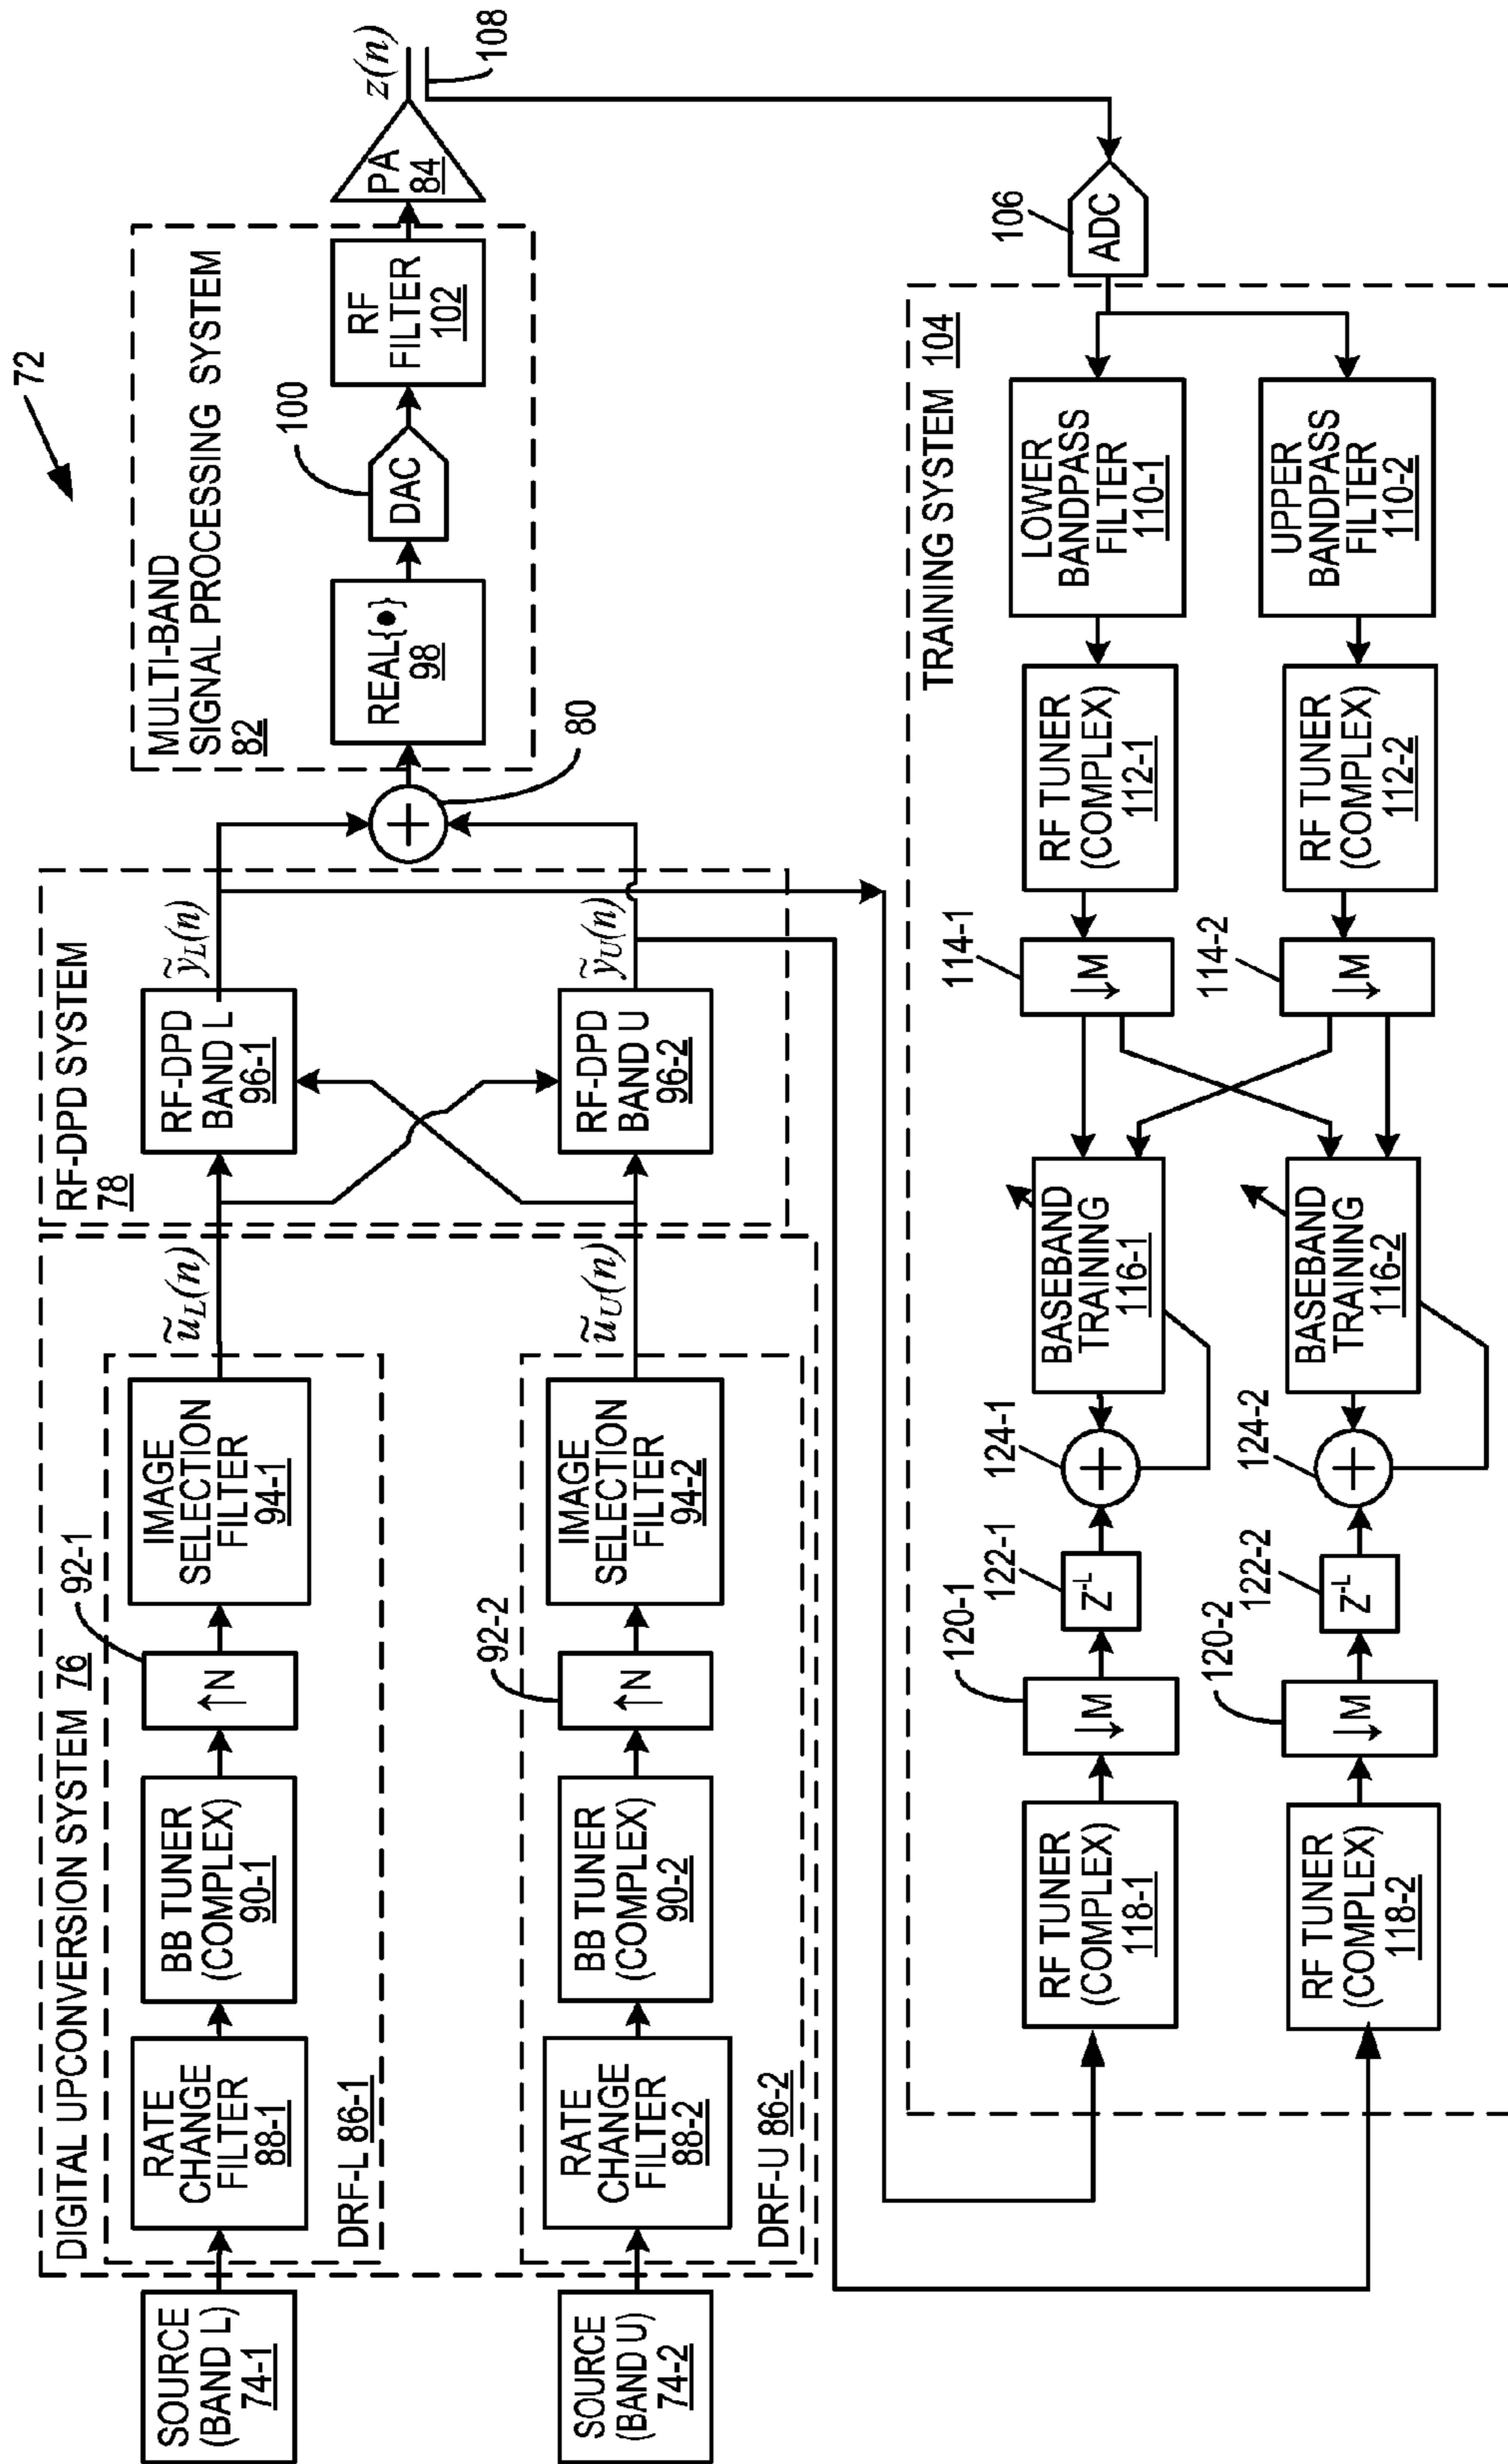 72
DIGITAL UPCONVERSION SYSTEM 76
SOURCE
(BAND L)
74-1
RATE
CHANGE
FILTER
88-1
BB TUNER
(COMPLEX)
90-1
92-1
↑N
IMAGE
SELECTION
FILTER
94-1
DRF-L 86-1
ũL(n)
SOURCE
(BAND U)
74-2
RATE
CHANGE
FILTER
88-2
BB TUNER
(COMPLEX)
90-2
92-2
↑N
IMAGE
SELECTION
FILTER
94-2
DRF-U 86-2
ũU(n)
RF-DPD SYSTEM
78
RF-DPD
BAND L
96-1
ỹL(n)
RF-DPD
BAND U
96-2
ỹU(n)
+
80
MULTI-BAND
SIGNAL PROCESSING SYSTEM
82
REAL{●}
98
DAC
100
RF
FILTER
102
PA
84
z(n)
108
TRAINING SYSTEM 104
106
ADC
LOWER
BANDPASS
FILTER
110-1
RF TUNER
(COMPLEX)
112-1
114-1
↓M
BASEBAND
TRAINING
116-1
124-1
+
122-1
Z-L
120-1
↓M
RF TUNER
(COMPLEX)
118-1
UPPER
BANDPASS
FILTER
110-2
RF TUNER
(COMPLEX)
112-2
114-2
↓M
BASEBAND
TRAINING
116-2
124-2
+
122-2
Z-L
120-2
↓M
RF TUNER
(COMPLEX)
118-2